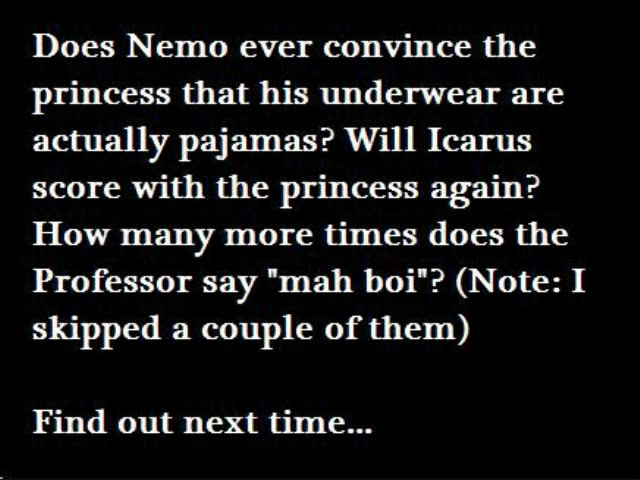 Does Nemo ever convince the
princess that his underwear are
actually pajamas? Will Icarus
score with the princess again?
How many more times does the
Professor say "mah boi"? (Note: I
skipped a couple of them)
Find out next time...